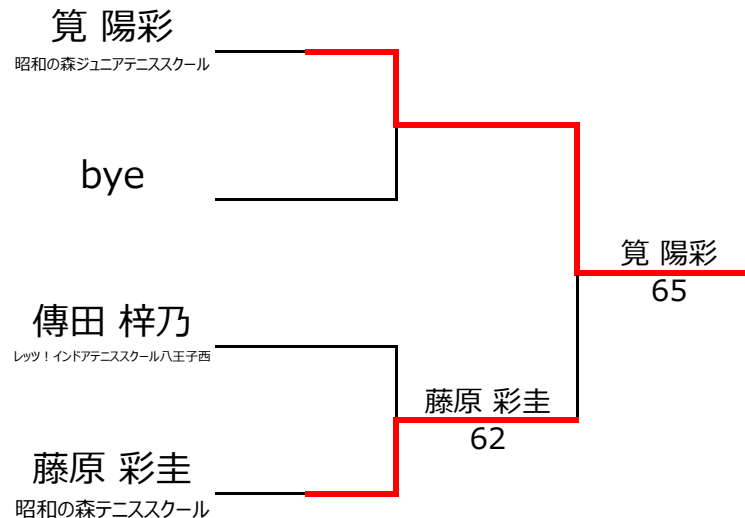 筧 陽彩
昭和の森ジュニアテニススクール
bye
筧 陽彩
65
傳田 梓乃
レッツ！インドアテニススクール八王子西
藤原 彩圭
62
藤原 彩圭
昭和の森テニススクール